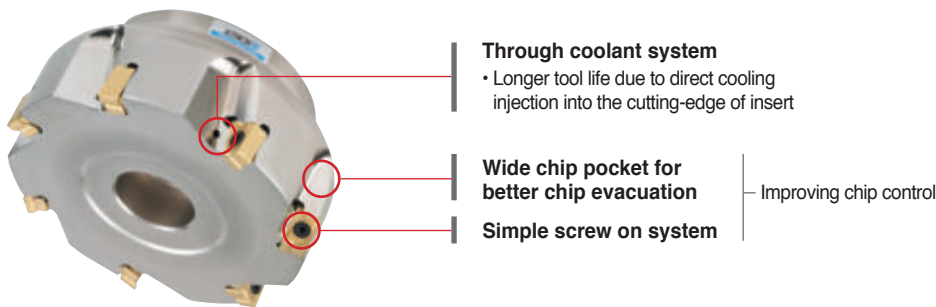 Through coolant system
• Longer tool life due to direct cooling
injection into the cutting-edge of insert
Wide chip pocket for
better chip evacuation
Improving chip control
Simple screw on system